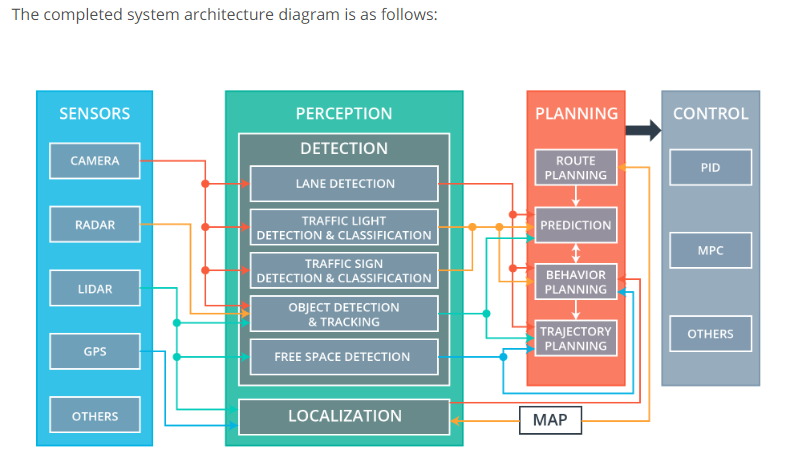 The completed system architecture diagram is as follows:
SENSORS
CAMERA
RADAR
LIDAR
GPS
OTHERS
PERCEPTION
DETECTION
LANE DETECTION
TRAFFIC LIGHT
DETECTION & CLASSIFICATION
TRAFFIC SIGN
DETECTION & CLASSIFICATION
OBJECT DETECTION
& TRACKING
FREE SPACE DETECTION
LOCALIZATION
PLANNING
ROUTE
PLANNING
PREDICTION
BEHAVIOR
PLANNING
TRAJECTORY
PLANNING
MAP
CONTROL
PID
MPC
OTHERS